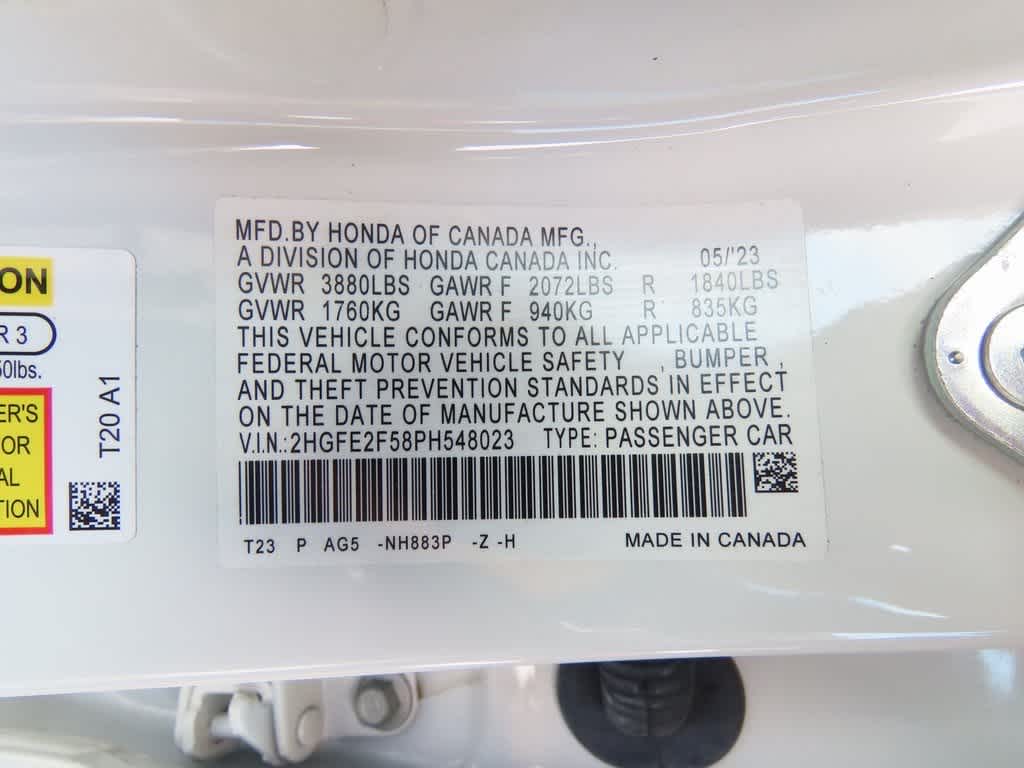 MFD.BY HONDA OF CANADA MFG.,
A DIVISION OF HONDA CANADA INC. 05/'23
GVWR 3880LBS GAWR F 2072LBS R 1840LBS
GVWR 1760KG GAWR F 940KG R 835KG
THIS VEHICLE CONFORMS TO ALL APPLICABLE
FEDERAL MOTOR VEHICLE SAFETY , BUMPER ,
AND THEFT PREVENTION STANDARDS IN EFFECT
ON THE DATE OF MANUFACTURE SHOWN ABOVE.
V.I.N.:2HGFE2F58PH548023 TYPE: PASSENGER CAR
T23 P AG5 -NH883P -Z -H MADE IN CANADA
ON
R 3
50lbs.
ER'S
OR
AL
TION
T20 A1